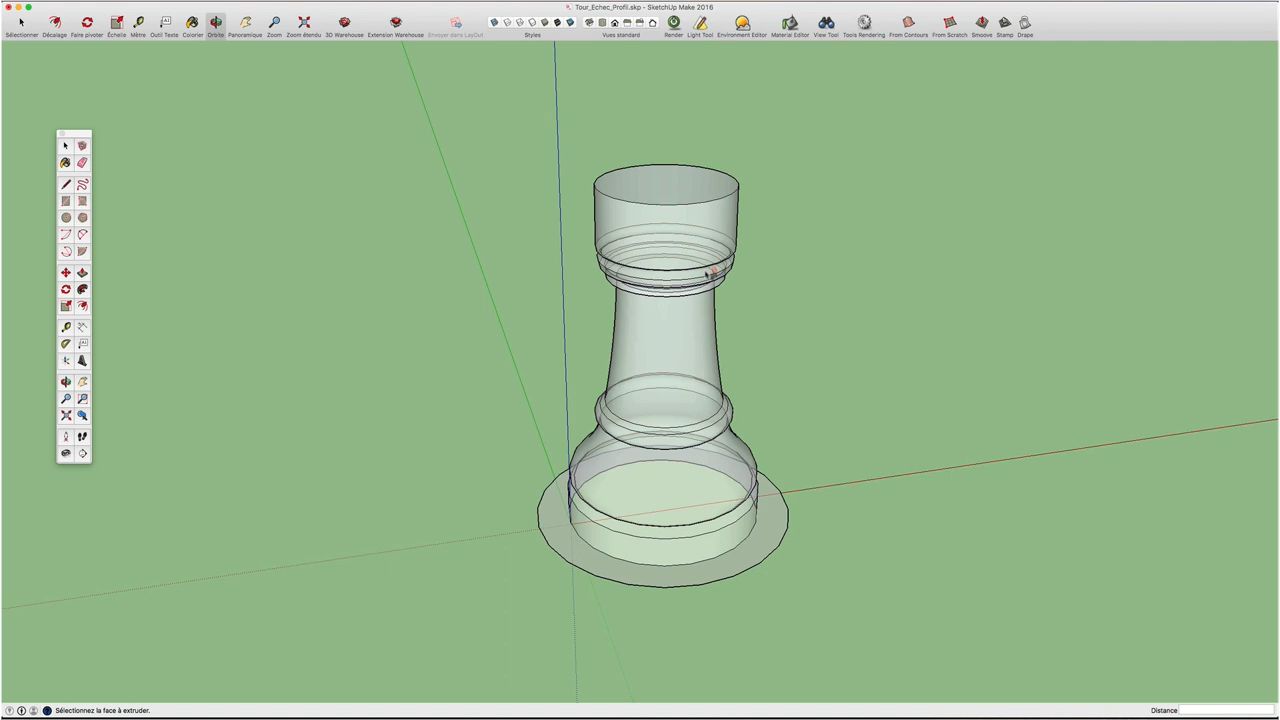 Tour_Echec_Profil.skp - SketchUp Make 2016
Sélectionner Décalage Faire pivoter Échelle Mètre Outil Texte Colorier Orbite Panoramique Zoom Zoom étendu 3D Warehouse Extension Warehouse Envoyer dans LayOut Styles Vues standard Render Light Tool Environment Editor Material Editor View Tool Tools Rendering From Contours From Scratch Smoove Stamp Drape
Sélectionnez la face à extruder. Distance